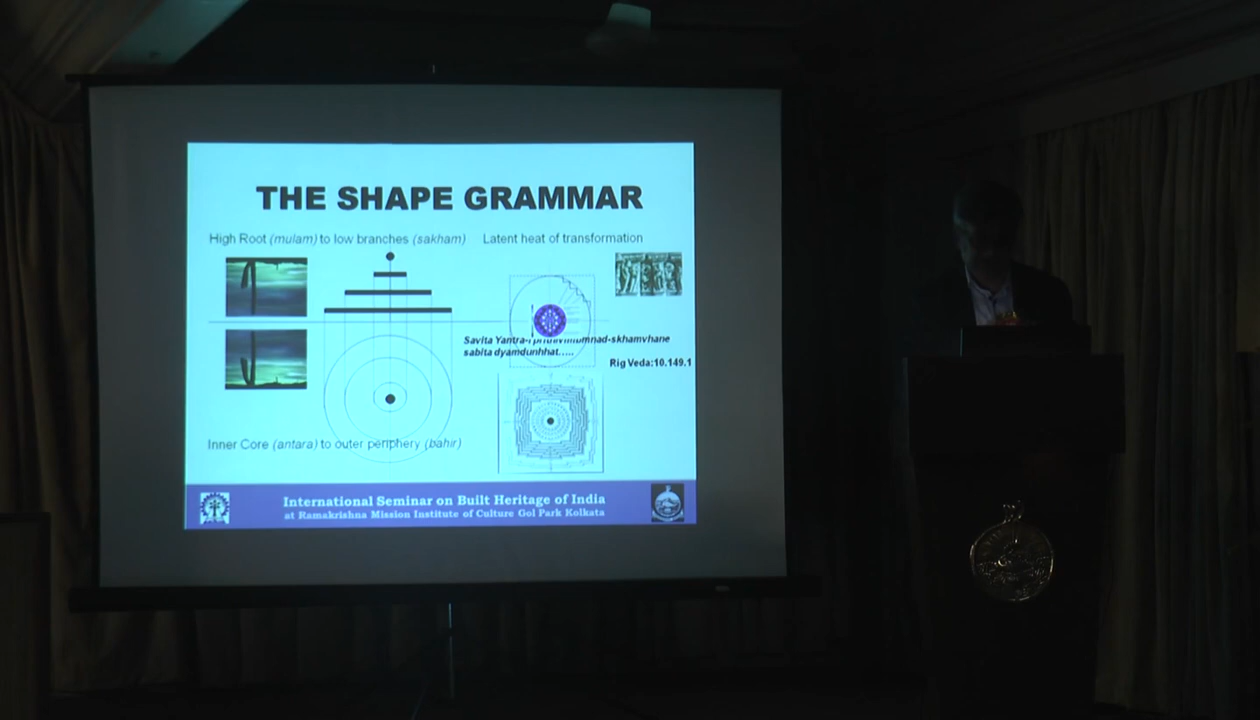 THE SHAPE GRAMMAR
High Root (mulam) to low branches (sakham)
Latent heat of transformation
Savita Yantra-
mnad-skhamvhane
sabita dyamdunhhat.....
Rig Veda:10.149.1
Inner Core (antara) to outer periphery (bahir)
International Seminar on Built Heritage of India
at Ramakrishna Mission Institute of Culture Gol Park Kolkata